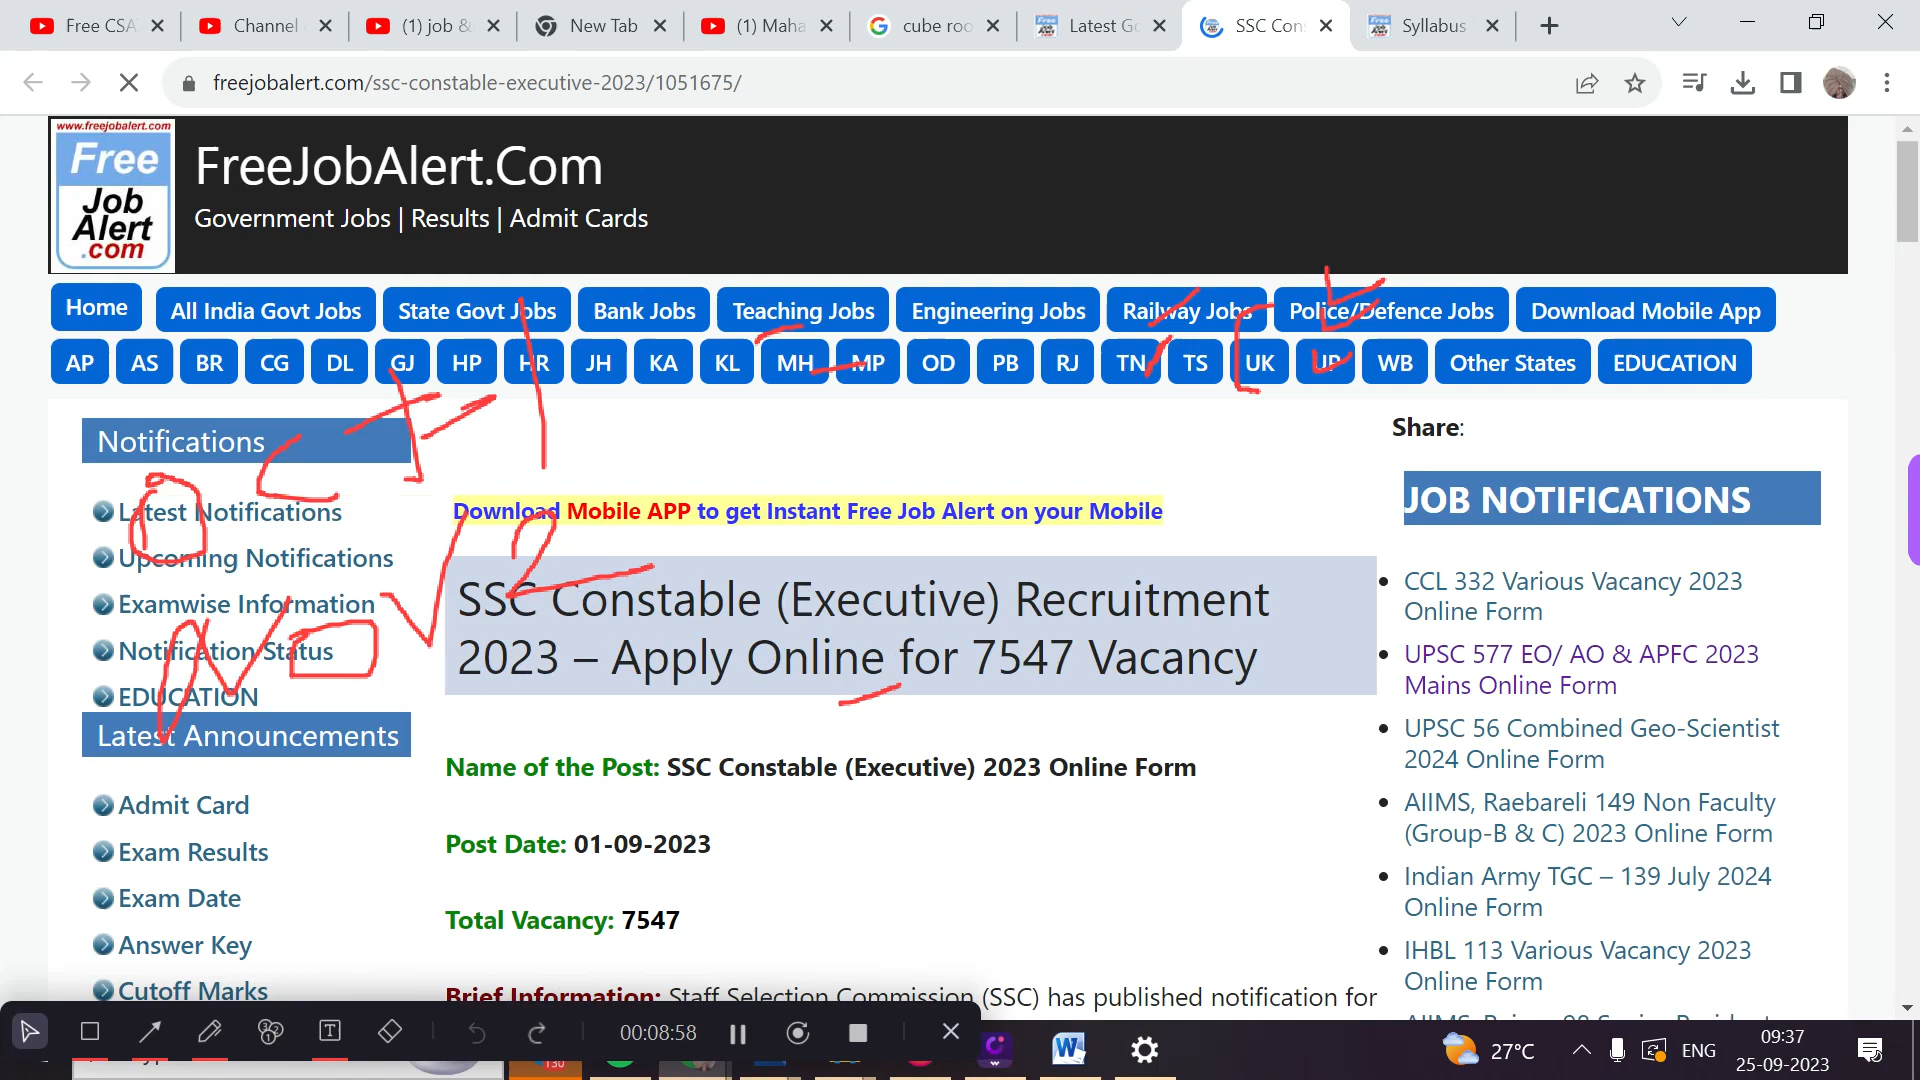 Free CSA
Channel
(1) job &
New Tab
(1) Maha
cube roo
Latest Go
SSC Cons
Syllabus
freejobalert.com/ssc-constable-executive-2023/1051675/
www.freejobalert.com
Free
Job
Alert
.com
FreeJobAlert.Com
Government Jobs | Results | Admit Cards
Home
All India Govt Jobs
State Govt Jobs
Bank Jobs
Teaching Jobs
Engineering Jobs
Railway Jobs
Police/Defence Jobs
Download Mobile App
AP AS BR CG DL GJ HP HR JH KA KL MH MP OD PB RJ TN TS UK UP WB Other States EDUCATION
Notifications
Latest Notifications
Upcoming Notifications
Examwise Information
Notification Status
EDUCATION
Latest Announcements
Admit Card
Exam Results
Exam Date
Answer Key
Cutoff Marks
Download Mobile APP to get Instant Free Job Alert on your Mobile
SSC Constable (Executive) Recruitment
2023 – Apply Online for 7547 Vacancy
Name of the Post: SSC Constable (Executive) 2023 Online Form
Post Date: 01-09-2023
Total Vacancy: 7547
Brief Information: Staff Selection Commission (SSC) has published notification for
Share:
JOB NOTIFICATIONS
CCL 332 Various Vacancy 2023
Online Form
UPSC 577 EO/ AO & APFC 2023
Mains Online Form
UPSC 56 Combined Geo-Scientist
2024 Online Form
AIIMS, Raebareli 149 Non Faculty
(Group-B & C) 2023 Online Form
Indian Army TGC – 139 July 2024
Online Form
IHBL 113 Various Vacancy 2023
Online Form
00:08:58
27°C
ENG
09:37
25-09-2023